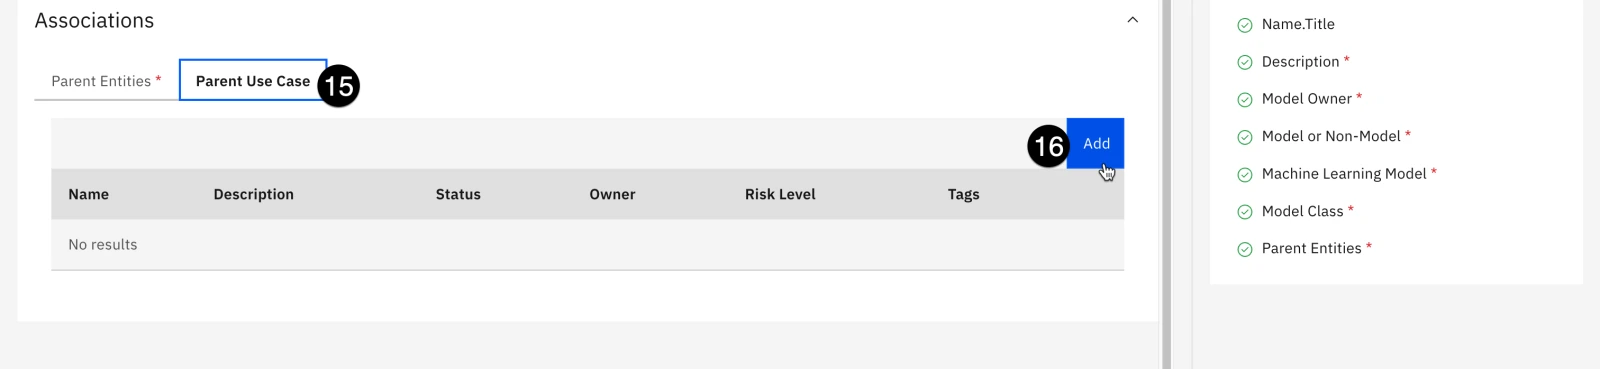 Associations
Parent Entities *
Parent Use Case
15
16
Add
Name Description Status Owner Risk Level Tags
No results
Name.Title
Description *
Model Owner *
Model or Non-Model *
Machine Learning Model *
Model Class *
Parent Entities *